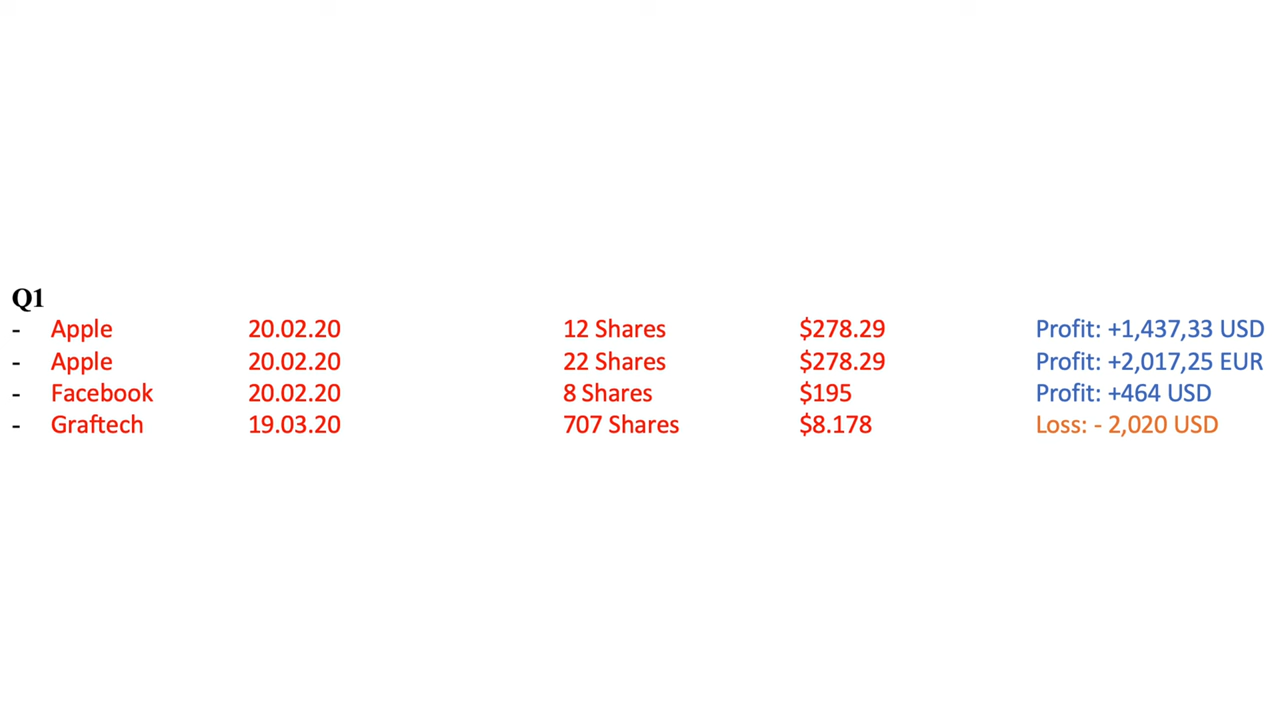 Q1
- Apple 20.02.20 12 Shares $278.29 Profit: +1,437,33 USD
- Apple 20.02.20 22 Shares $278.29 Profit: +2,017,25 EUR
- Facebook 20.02.20 8 Shares $195 Profit: +464 USD
- Graftech 19.03.20 707 Shares $8.178 Loss: - 2,020 USD